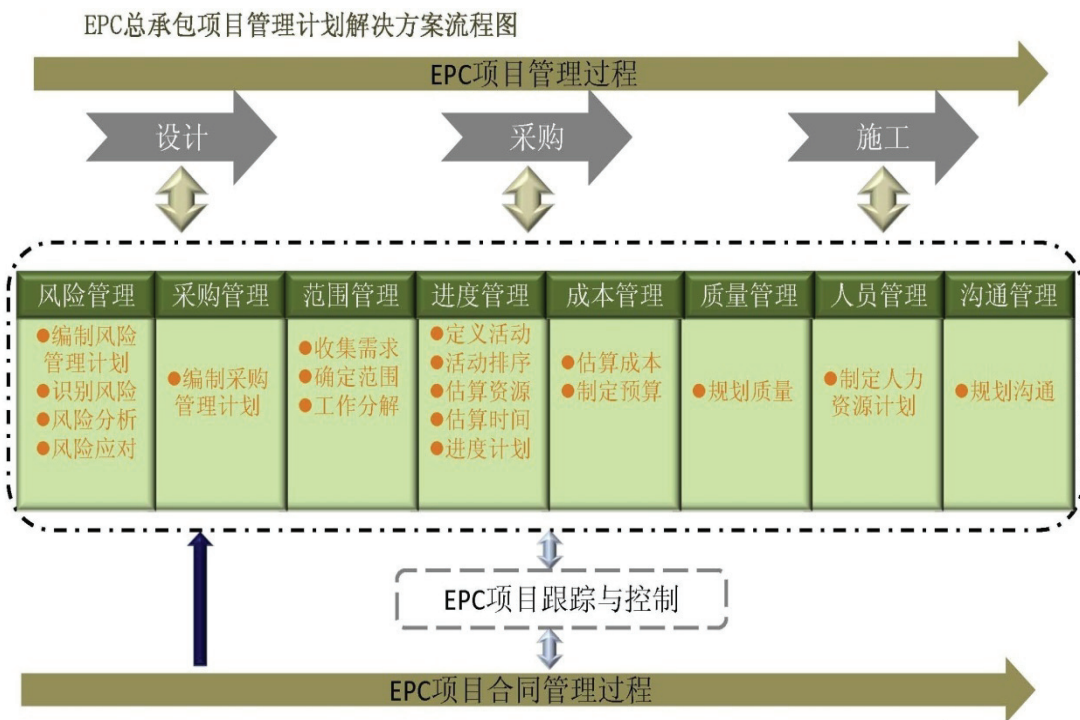 EPC总承包项目管理计划解决方案流程图
EPC项目管理过程
设计
采购
施工
风险管理
●编制风险
管理计划
●识别风险
●风险分析
●风险应对
采购管理
●编制采购
管理计划
范围管理
●收集需求
●确定范围
●工作分解
进度管理
●定义活动
●活动排序
●估算资源
●估算时间
●进度计划
成本管理
●估算成本
●制定预算
质量管理
●规划质量
人员管理
●制定人力
资源计划
沟通管理
●规划沟通
EPC项目跟踪与控制
EPC项目合同管理过程